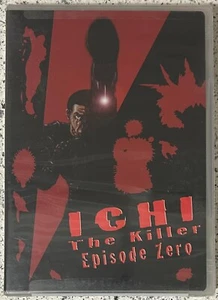 ICHI
The Killer
Episode Zero